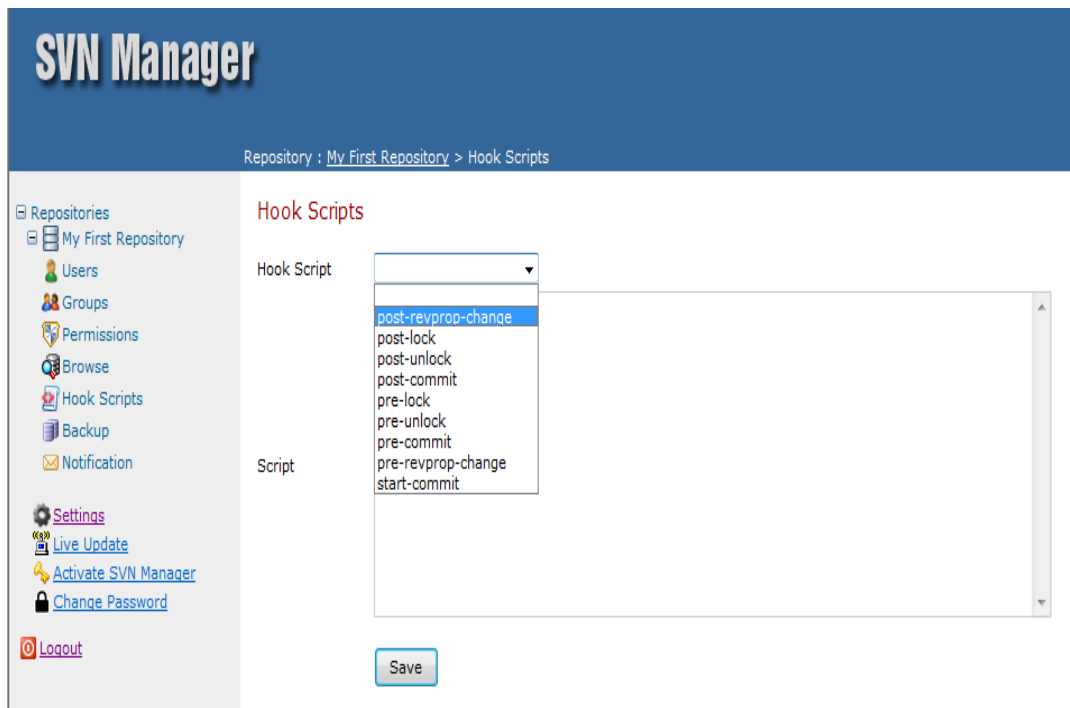 SVN Manager
Repository : My First Repository > Hook Scripts
Repositories
My First Repository
Users
Groups
Permissions
Browse
Hook Scripts
Backup
Notification
Settings
Live Update
Activate SVN Manager
Change Password
Logout
Hook Scripts
Hook Script
post-revprop-change
post-lock
post-unlock
post-commit
pre-lock
pre-unlock
pre-commit
pre-revprop-change
start-commit
Script
Save